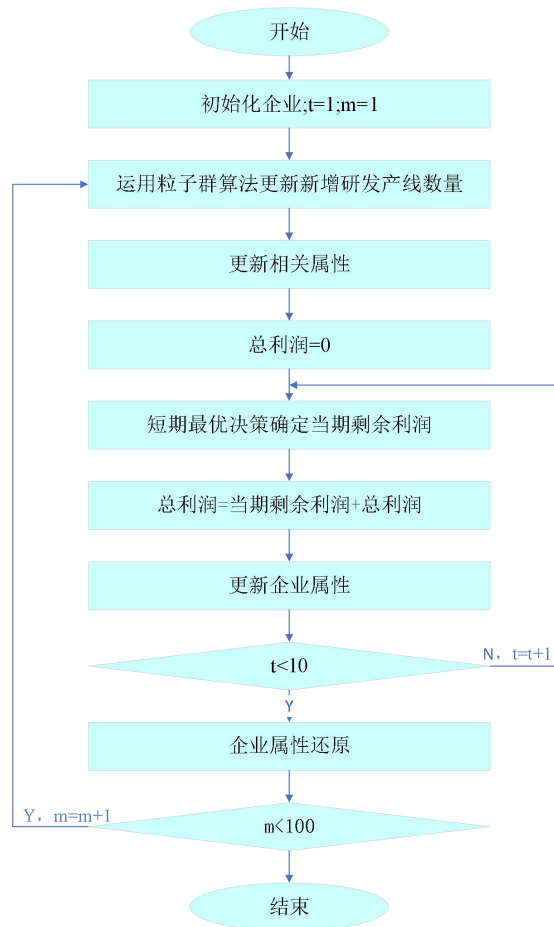 开始
初始化企业;t=1;m=1
运用粒子群算法更新新增研发产线数量
更新相关属性
总利润=0
短期最优决策确定当期剩余利润
总利润=当期剩余利润+总利润
更新企业属性
t<10
N，t=t+1
Y
企业属性还原
Y，m=m+1
m<100
结束